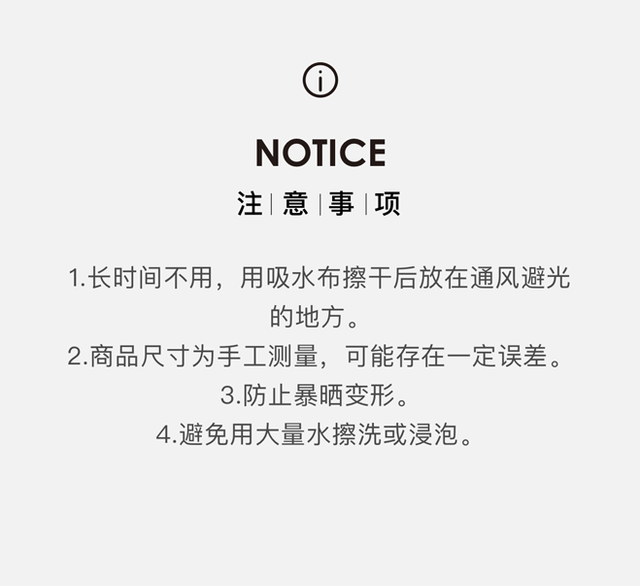 NOTICE
注|意|事|项
1.长时间不用，用吸水布擦干后放在通风避光
的地方。
2.商品尺寸为手工测量，可能存在一定误差。
3.防止暴晒变形。
4.避免用大量水擦洗或浸泡。